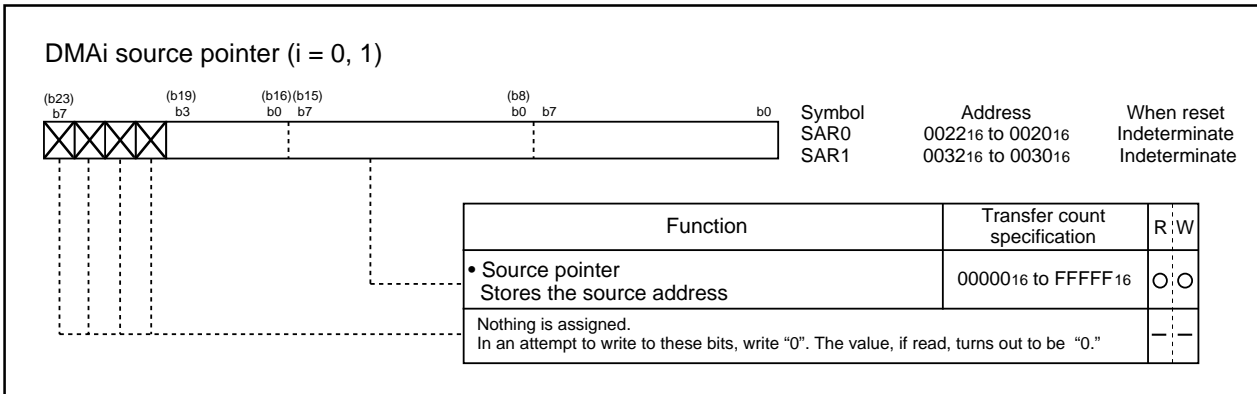 DMAi source pointer (i = 0, 1)
(b23) (b19) (b16)(b15) (b8)
b7 b3 b0 b7 b0 b7 b0
Symbol Address When reset
SAR0 002216 to 002016 Indeterminate
SAR1 003216 to 003016 Indeterminate
Function Transfer count specification R W
• Source pointer
Stores the source address
0000016 to FFFFF16
Nothing is assigned.
In an attempt to write to these bits, write “0”. The value, if read, turns out to be “0.”